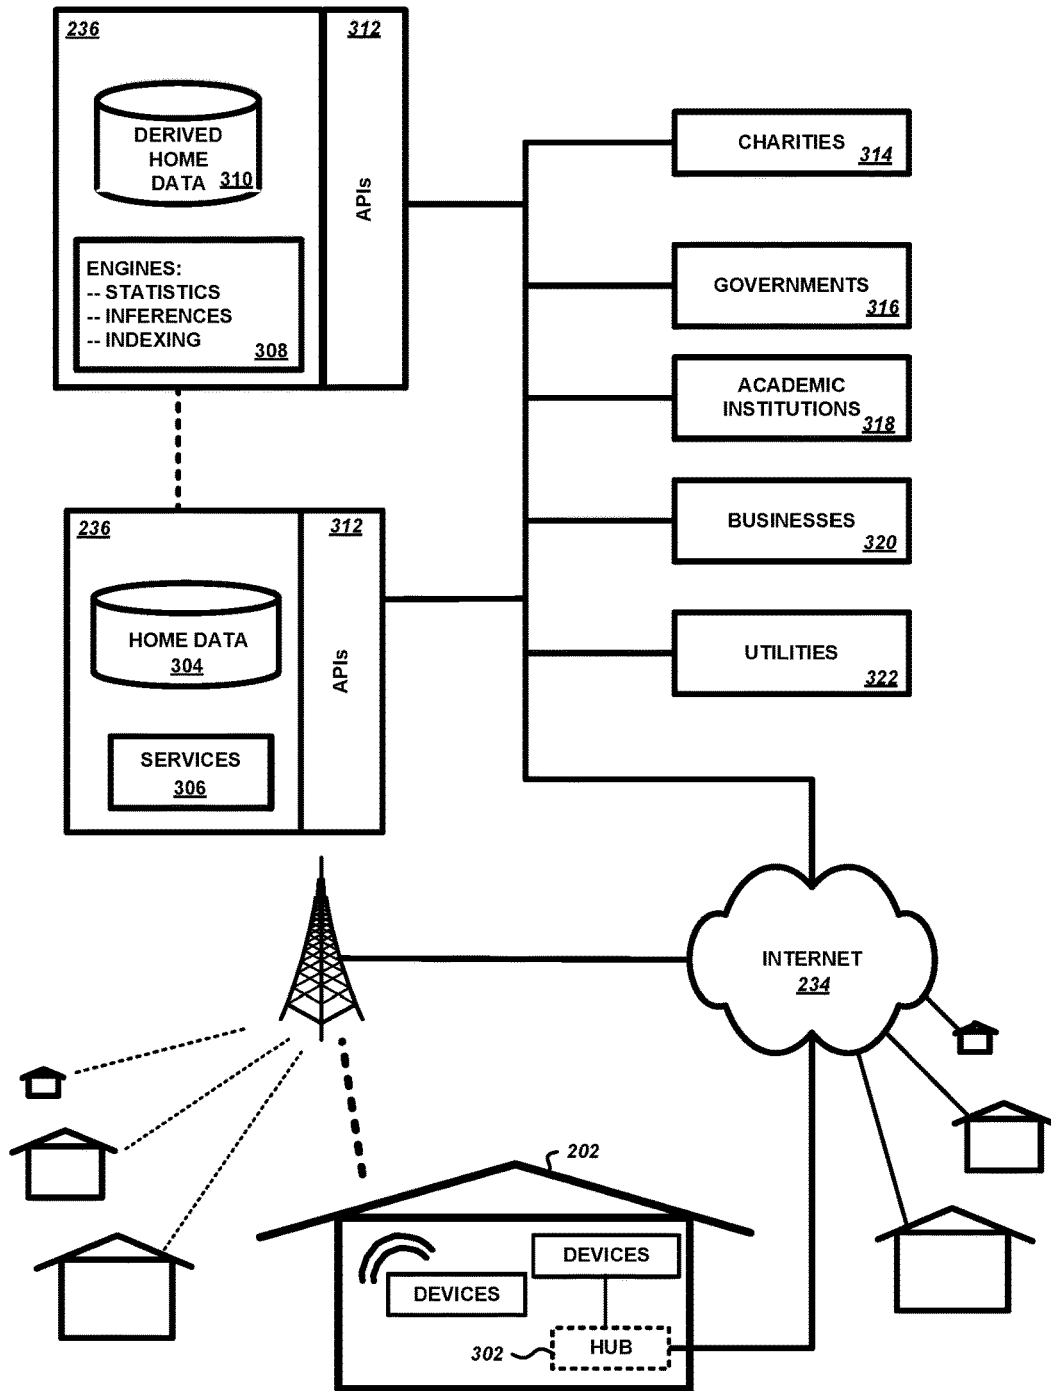 236
312
DERIVED
HOME
DATA 310
APIs
ENGINES:
-- STATISTICS
-- INFERENCES
-- INDEXING 308
CHARITIES
314
GOVERNMENTS
316
ACADEMIC
INSTITUTIONS
318
BUSINESSES
320
UTILITIES
322
236
312
HOME DATA
304
APIs
SERVICES
306
INTERNET
234
202
DEVICES
DEVICES
302
HUB